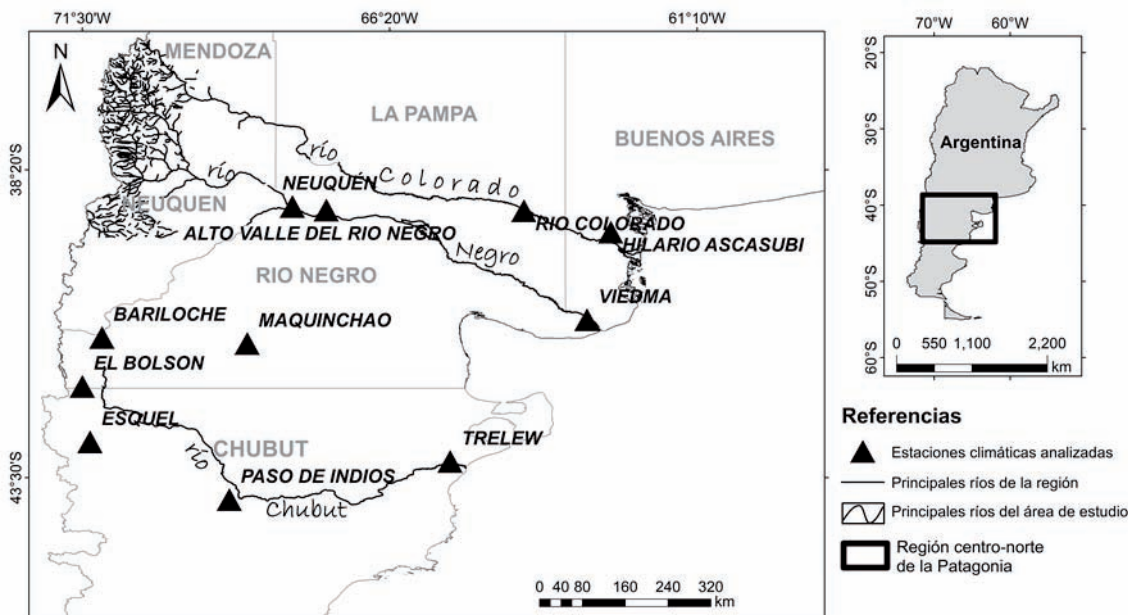 71°30'W
66°20'W
61°10'W
N
MENDOZA
LA PAMPA
BUENOS AIRES
38°20'S
río
río
Colorado
NEUQUÉN
NEUQUEN
RIO COLORADO
ALTO VALLE DEL RIO NEGRO
HILARIO ASCASUBI
Negro
RIO NEGRO
VIEDMA
BARILOCHE
MAQUINCHAO
EL BOLSON
ESQUEL
CHUBUT
TRELEW
río
PASO DE INDIOS
43°30'S
Chubut
0 40 80 160 240 320
km
70°W
60°W
20°S
30°S
Argentina
40°S
50°S
60°S
0 550 1,100 2,200
km
Referencias
Estaciones climáticas analizadas
Principales ríos de la región
Principales ríos del área de estudio
Región centro-norte
de la Patagonia